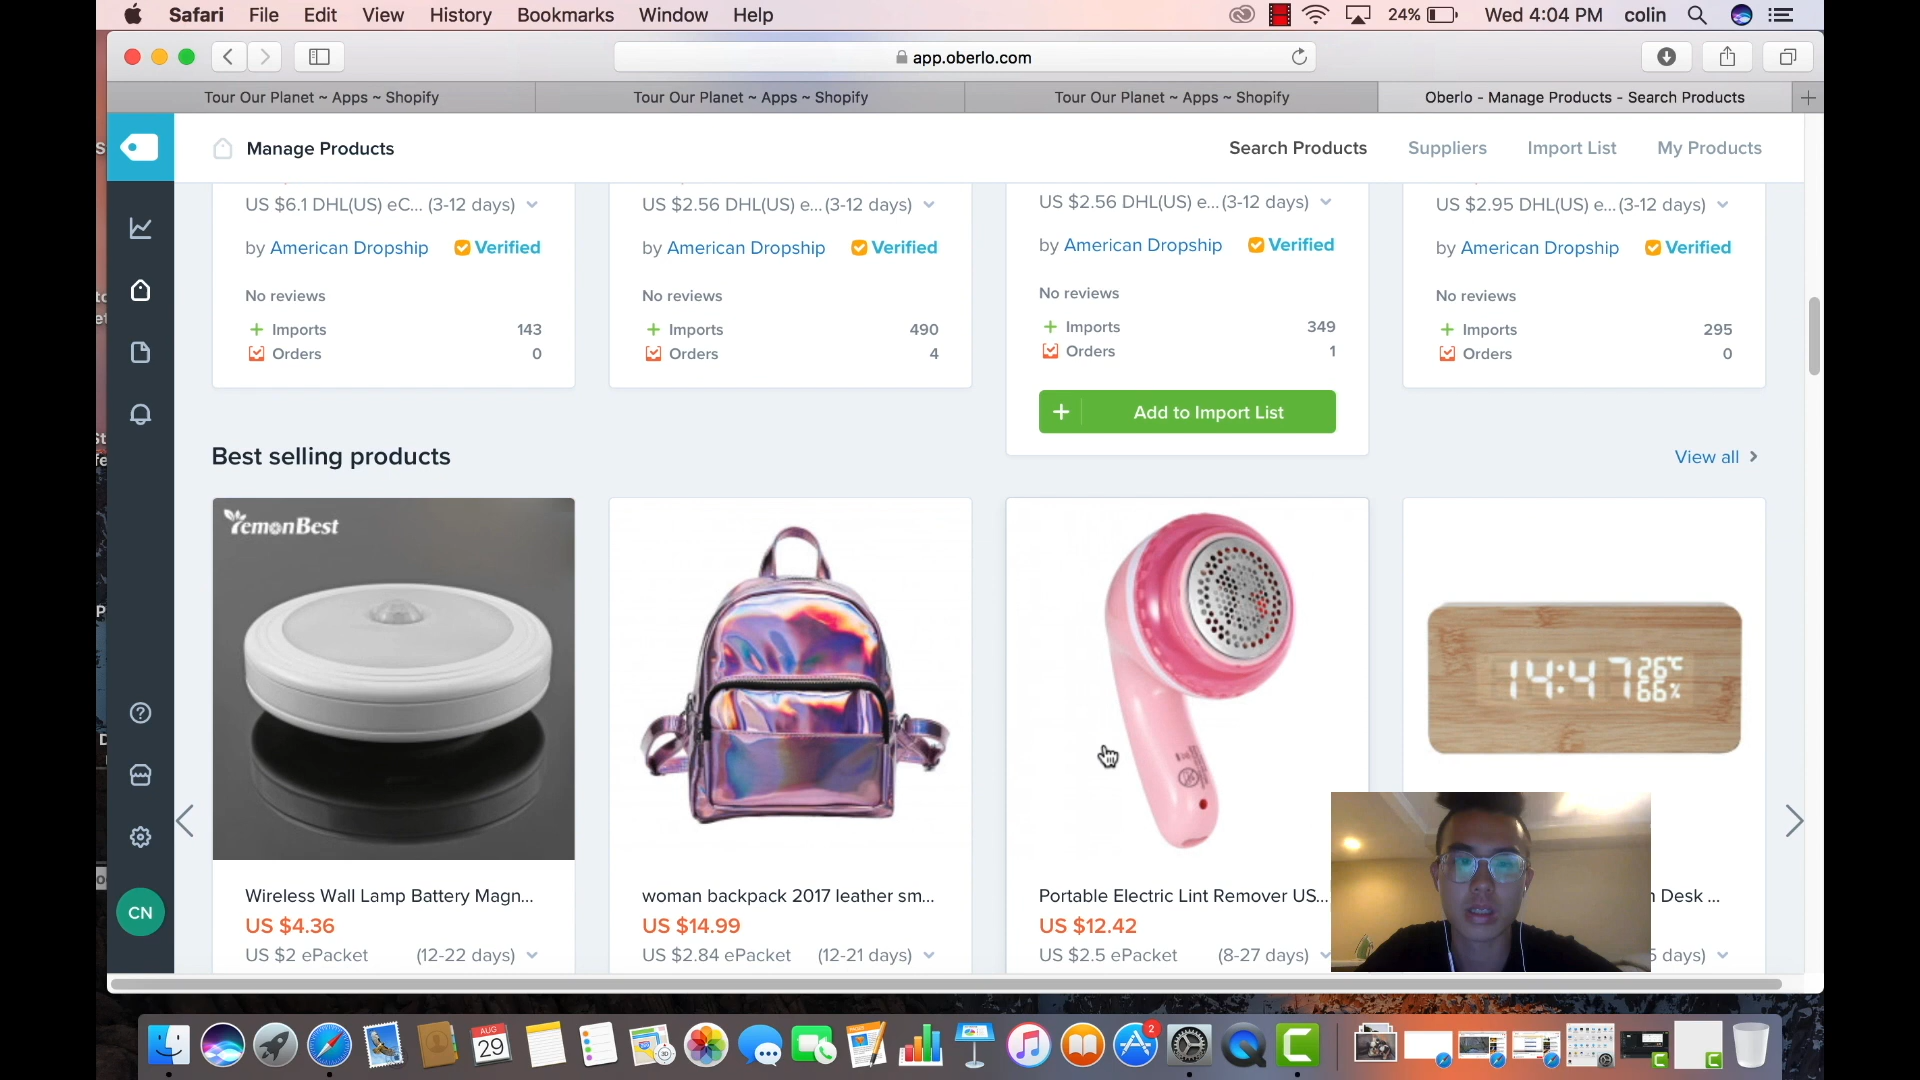 Safari File Edit View History Bookmarks Window Help 24% Wed 4:04 PM colin
app.oberlo.com
Tour Our Planet ~ Apps ~ Shopify
Tour Our Planet ~ Apps ~ Shopify
Tour Our Planet ~ Apps ~ Shopify
Oberlo - Manage Products - Search Products
Manage Products
Search Products Suppliers Import List My Products
US $6.1 DHL(US) eC... (3-12 days)
by American Dropship Verified
No reviews
Imports 143
Orders 0
US $2.56 DHL(US) e... (3-12 days)
by American Dropship Verified
No reviews
Imports 490
Orders 4
US $2.56 DHL(US) e... (3-12 days)
by American Dropship Verified
No reviews
Imports 349
Orders 1
Add to Import List
US $2.95 DHL(US) e... (3-12 days)
by American Dropship Verified
No reviews
Imports 295
Orders 0
Best selling products
View all
LemonBest
14:47 26°C
66%
Wireless Wall Lamp Battery Magn...
US $4.36
US $2 ePacket (12-22 days)
woman backpack 2017 leather sm...
US $14.99
US $2.84 ePacket (12-21 days)
Portable Electric Lint Remover US...
US $12.42
US $2.5 ePacket (8-27 days)
Desk ...
days)
CN
AUG
29
2